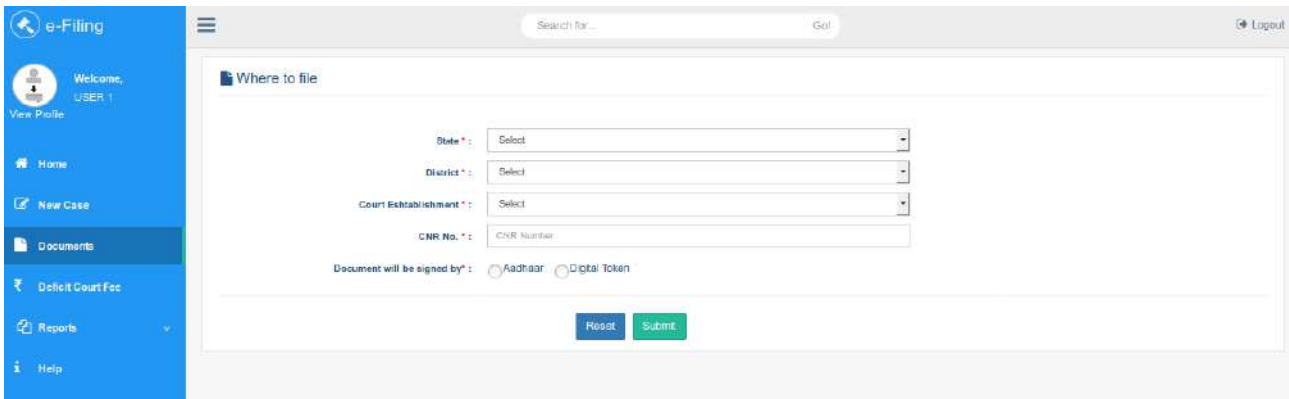 e-Filing
Search for...
Go!
Logout
Welcome,
USER 1
View Profile
Where to file
State * :
Select
Home
District * :
Select
New Case
Court Eshtablishment * :
Select
CNR No. * :
CNR Number
Documents
Document will be signed by* :
Aadhaar
Digital Token
₹ Deficit Court Fee
Reset
Submit
Reports
Help